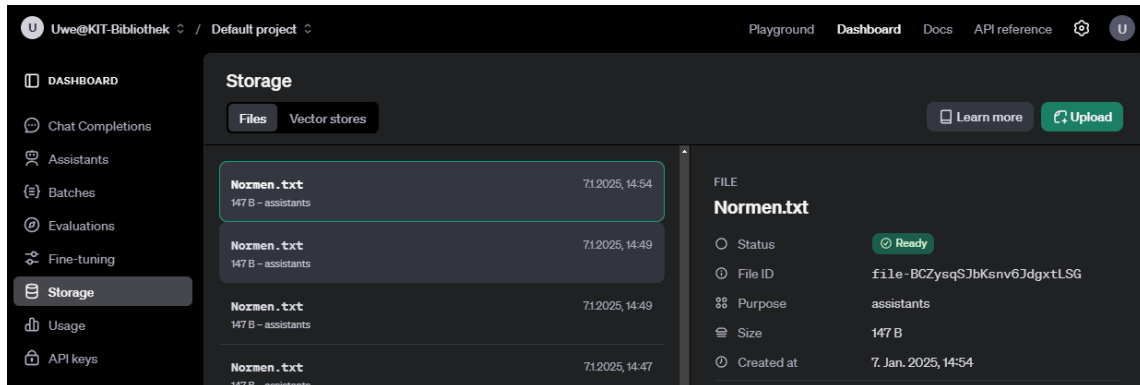 U Uwe@KIT-Bibliothek / Default project Playground Dashboard Docs API reference U
DASHBOARD
Chat Completions
Assistants
Batches
Evaluations
Fine-tuning
Storage
Usage
API keys
Storage
Files Vector stores
Learn more Upload
Normen.txt 7.1.2025, 14:54
147 B – assistants
Normen.txt 7.1.2025, 14:49
147 B – assistants
Normen.txt 7.1.2025, 14:49
147 B – assistants
Normen.txt 7.1.2025, 14:47
147 B – assistants
FILE
Normen.txt
Status Ready
File ID file-BCZysqSJbKsnv6JdgxtLSG
Purpose assistants
Size 147 B
Created at 7. Jan. 2025, 14:54